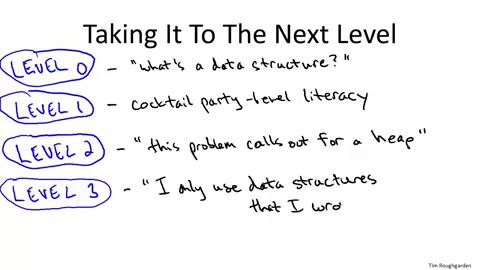 Taking It To The Next Level
LEVEL 0 - "what's a data structure?"
LEVEL 1 - cocktail party-level literacy
LEVEL 2 - "this problem calls out for a heap"
LEVEL 3 - "I only use data structures
that I wro
Tim Roughgarden